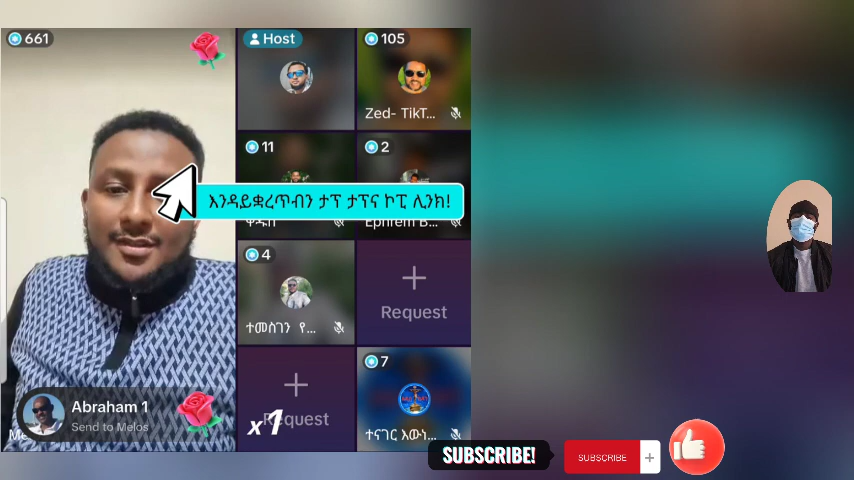 661
Host
105
Zed- TikT...
11
2
እንዳይቋረጥብን ታፕ ታፕና ኮፒ ሊንክ!
Ephrem B...
4
Request
ተመስገን የ...
Abraham 1
Send to Melos
x1
Request
7
ተናገር እውነ...
SUBSCRIBE!
SUBSCRIBE